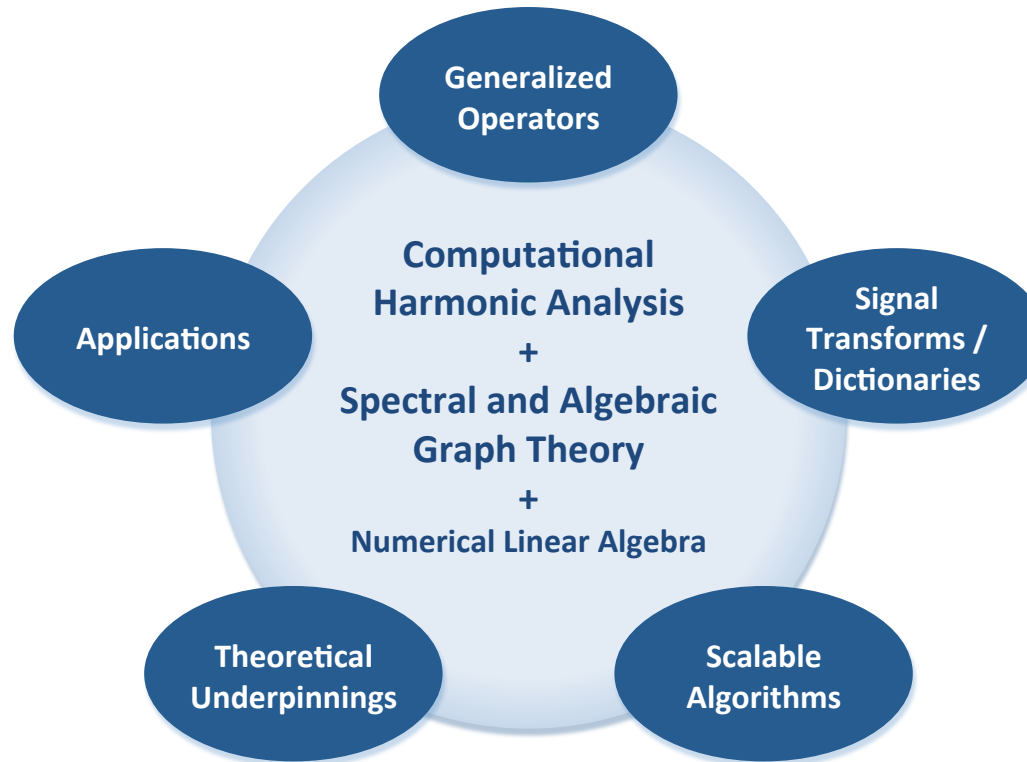 Generalized
Operators
Computational
Harmonic Analysis
+
Spectral and Algebraic
Graph Theory
+
Numerical Linear Algebra
Applications
Signal
Transforms /
Dictionaries
Theoretical
Underpinnings
Scalable
Algorithms